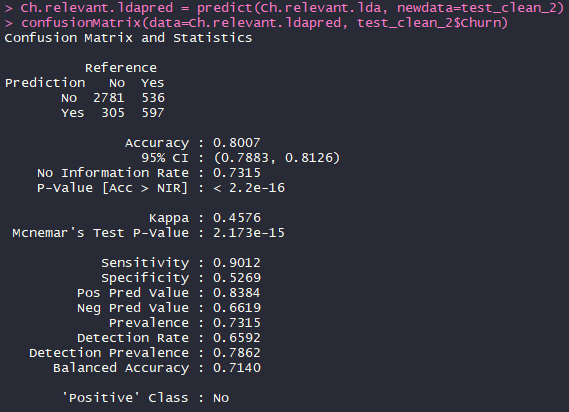 > Ch.relevant.ldapred = predict(Ch.relevant.lda, newdata=test_clean_2)
> confusionMatrix(data=Ch.relevant.ldapred, test_clean_2$Churn)
Confusion Matrix and Statistics
Reference
Prediction No Yes
No 2781 536
Yes 305 597
Accuracy : 0.8007
95% CI : (0.7883, 0.8126)
No Information Rate : 0.7315
P-Value [Acc > NIR] : < 2.2e-16
Kappa : 0.4576
Mcnemar's Test P-Value : 2.173e-15
Sensitivity : 0.9012
Specificity : 0.5269
Pos Pred Value : 0.8384
Neg Pred Value : 0.6619
Prevalence : 0.7315
Detection Rate : 0.6592
Detection Prevalence : 0.7862
Balanced Accuracy : 0.7140
'Positive' Class : No